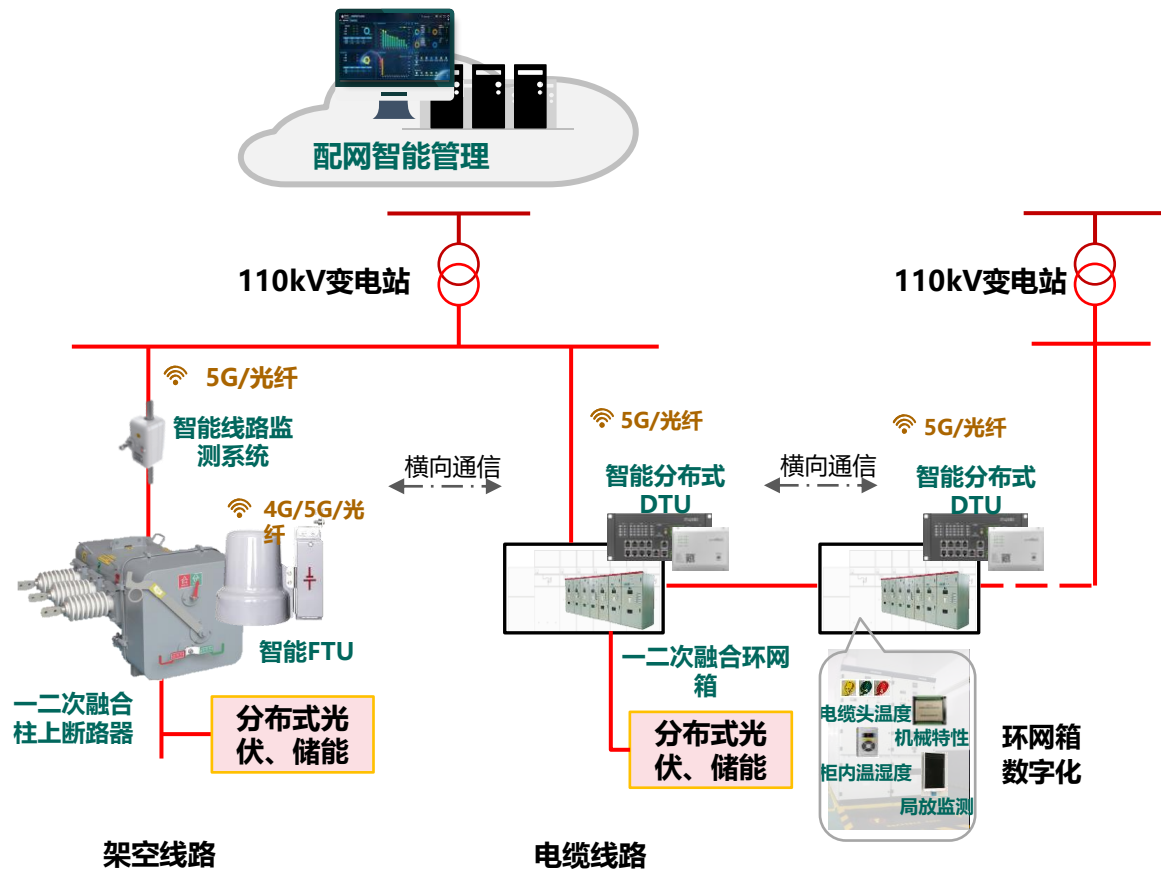 配网智能管理
110kV变电站
110kV变电站
5G/光纤
智能线路监
测系统
横向通信
4G/5G/光
纤
5G/光纤
智能分布式
DTU
横向通信
5G/光纤
智能分布式
DTU
智能FTU
一二次融合
柱上断路器
分布式光
伏、储能
一二次融合环网
箱
分布式光
伏、储能
电缆头温度
机械特性
柜内温湿度
局放监测
环网箱
数字化
架空线路
电缆线路